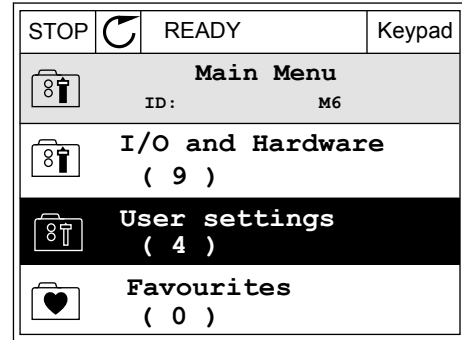 STOP READY Keypad
Main Menu
ID: M6
I/O and Hardware
( 9 )
User settings
( 4 )
Favourites
( 0 )